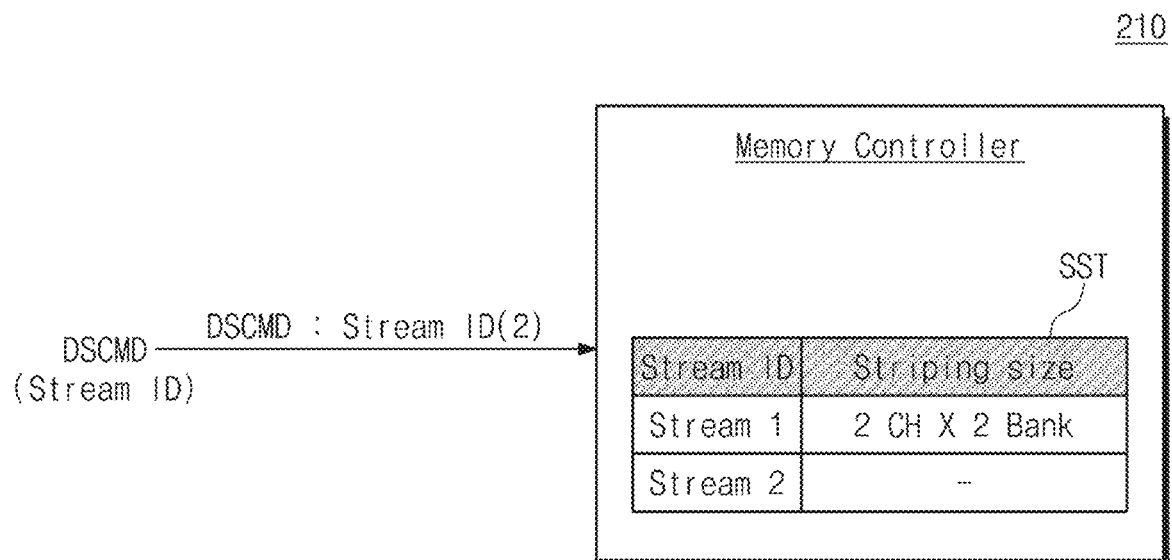 210
Memory Controller
SST
DSCMD : Stream ID(2)
DSCMD
(Stream ID)
Stream ID Striping size
Stream 1 2 CH X 2 Bank
Stream 2 -